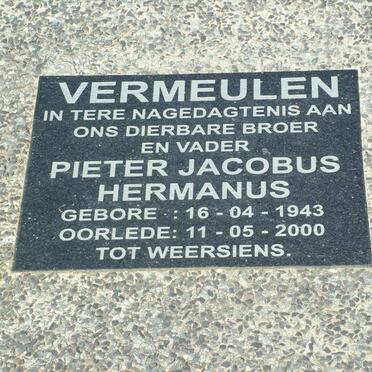 VERMEULEN
IN TERE NAGEDAGTENIS AAN
ONS DIERBARE BROER
EN VADER
PIETER JACOBUS
HERMANUS
GEBORE : 16 - 04 - 1943
OORLEDE: 11 - 05 - 2000
TOT WEERSIENS.